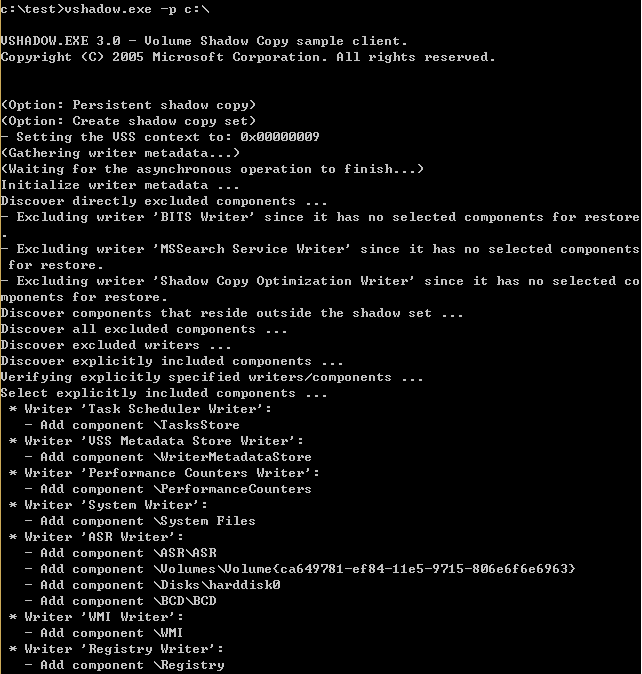 c:\test>vshadow.exe -p c:\
VSHADOW.EXE 3.0 - Volume Shadow Copy sample client.
Copyright (C) 2005 Microsoft Corporation. All rights reserved.
(Option: Persistent shadow copy)
(Option: Create shadow copy set)
- Setting the VSS context to: 0x00000009
(Gathering writer metadata...)
(Waiting for the asynchronous operation to finish...)
Initialize writer metadata ...
Discover directly excluded components ...
- Excluding writer 'BITS Writer' since it has no selected components for restore
.
- Excluding writer 'MSSearch Service Writer' since it has no selected components
 for restore.
- Excluding writer 'Shadow Copy Optimization Writer' since it has no selected co
mponents for restore.
Discover components that reside outside the shadow set ...
Discover all excluded components ...
Discover excluded writers ...
Discover explicitly included components ...
Verifying explicitly specified writers/components ...
Select explicitly included components ...
 * Writer 'Task Scheduler Writer':
   - Add component \TasksStore
 * Writer 'VSS Metadata Store Writer':
   - Add component \WriterMetadataStore
 * Writer 'Performance Counters Writer':
   - Add component \PerformanceCounters
 * Writer 'System Writer':
   - Add component \System Files
 * Writer 'ASR Writer':
   - Add component \ASR\ASR
   - Add component \Volumes\Volume{ca649781-ef84-11e5-9715-806e6f6e6963}
   - Add component \Disks\harddisk0
   - Add component \BCD\BCD
 * Writer 'WMI Writer':
   - Add component \WMI
 * Writer 'Registry Writer':
   - Add component \Registry